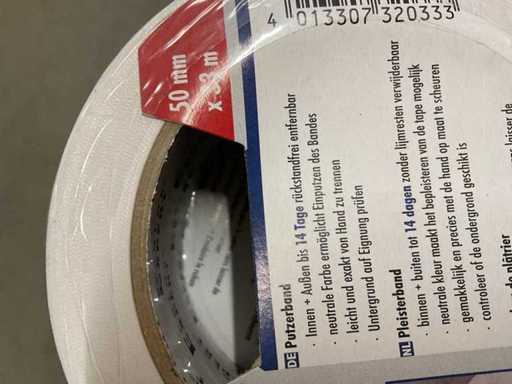 4 013307 320333
50 mm
x 33 m
DE Putzerband
· Innen + Außen bis 14 Tage rückstandfrei entfernbar
· neutrale Farbe ermöglicht Einputzen des Bandes
· leicht und exakt von Hand zu trennen
· Untergrund auf Eignung prüfen
NL Pleisterband
· binnen + buiten tot 14 dagen zonder lijmresten verwijderbaar
· neutrale kleur maakt het bepleisteren van de tape mogelijk
· gemakkelijk en precies met de hand op maat te scheuren
· controleer of de ondergrond geschikt is